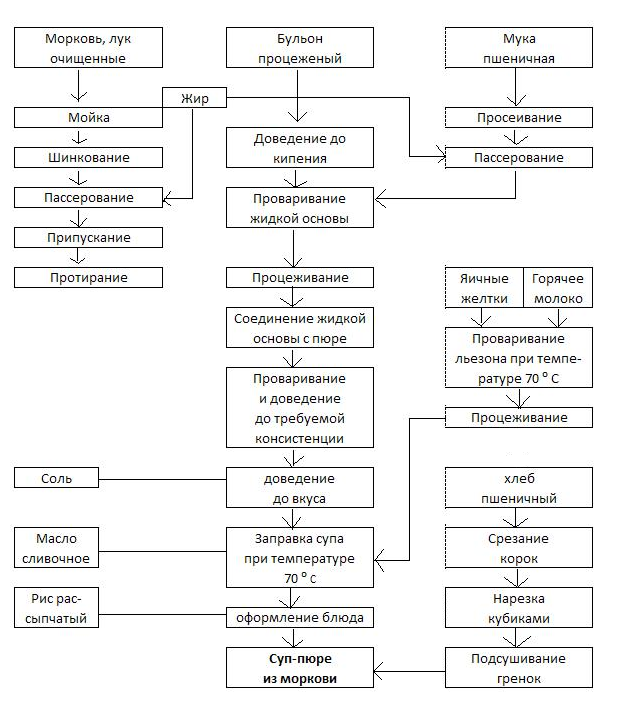 Морковь, лук
очищенные
Бульон
процеженый
Мука
пшеничная
Жир
Мойка
Просеивание
Доведение до
кипения
Шинкование
Пассерование
Пассерование
Проваривание
жидкой основы
Припускание
Протирание
Процеживание
Яичные
желтки
Горячее
молоко
Соединение жидкой
основы с пюре
Проваривание
льезона при темпе-
ратуре 70 º С
Проваривание
и доведение
до требуемой
консистенции
Процеживание
Соль
доведение
до вкуса
хлеб
пшеничный
Масло
сливочное
Заправка супа
при температуре
70 º С
Срезание
корок
Рис рас-
сыпчатый
оформление блюда
Нарезка
кубиками
Суп-пюре
из моркови
Подсушивание
гренок